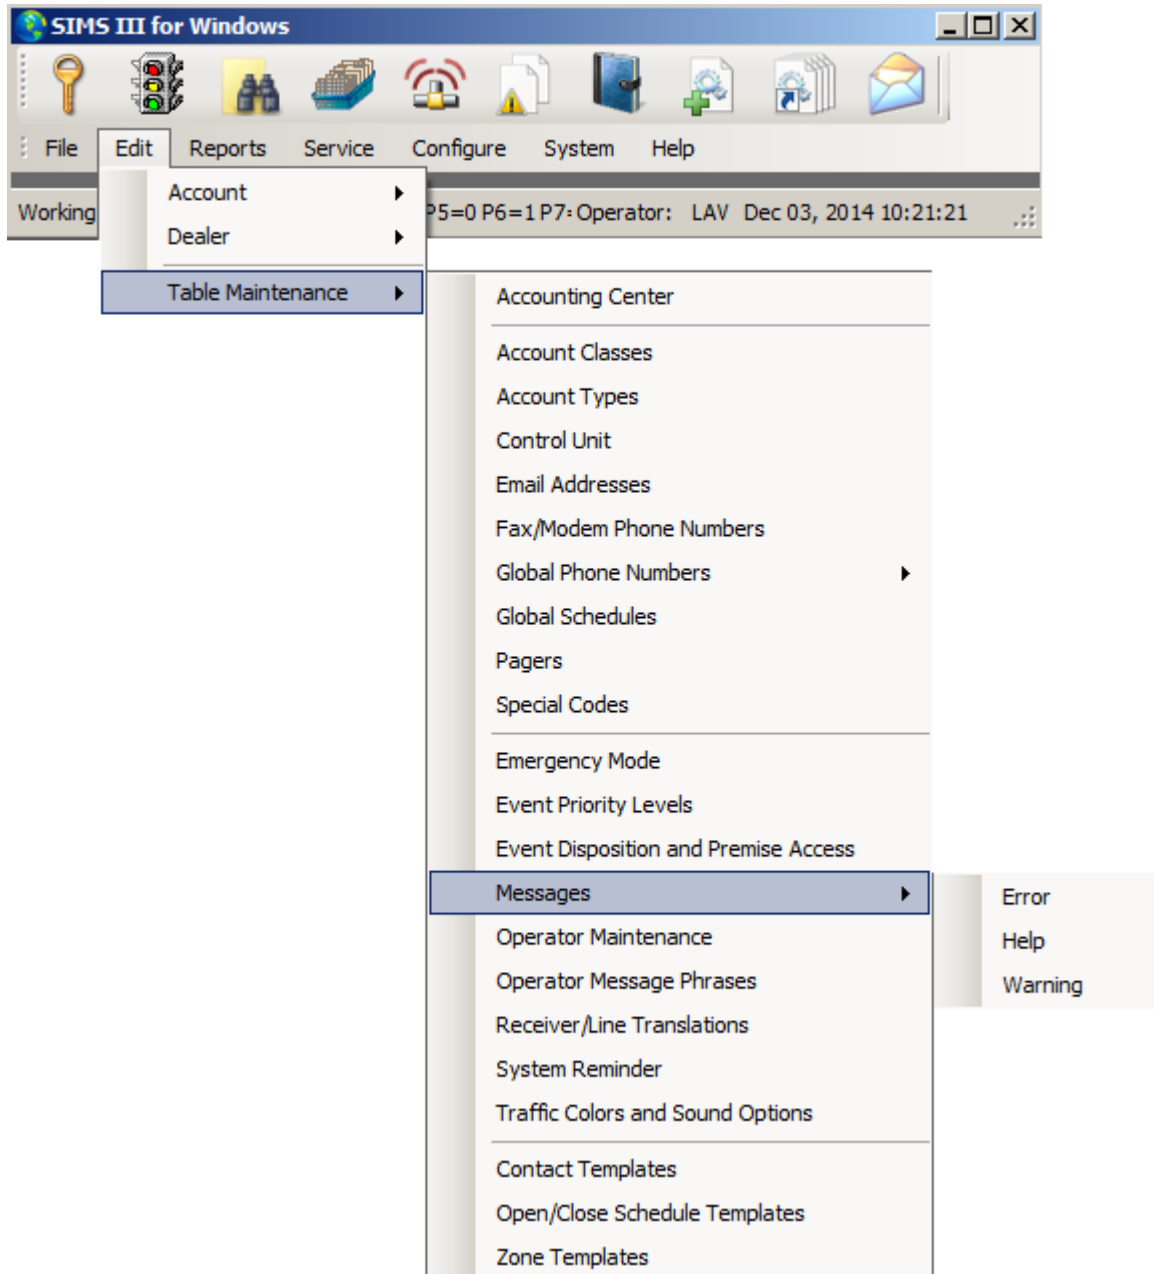 SIMS III for Windows
File Edit Reports Service Configure System Help
Working P5=0 P6=1 P7: Operator: LAV Dec 03, 2014 10:21:21
Account
Dealer
Table Maintenance
Accounting Center
Account Classes
Account Types
Control Unit
Email Addresses
Fax/Modem Phone Numbers
Global Phone Numbers
Global Schedules
Pagers
Special Codes
Emergency Mode
Event Priority Levels
Event Disposition and Premise Access
Messages
Error
Help
Warning
Operator Maintenance
Operator Message Phrases
Receiver/Line Translations
System Reminder
Traffic Colors and Sound Options
Contact Templates
Open/Close Schedule Templates
Zone Templates